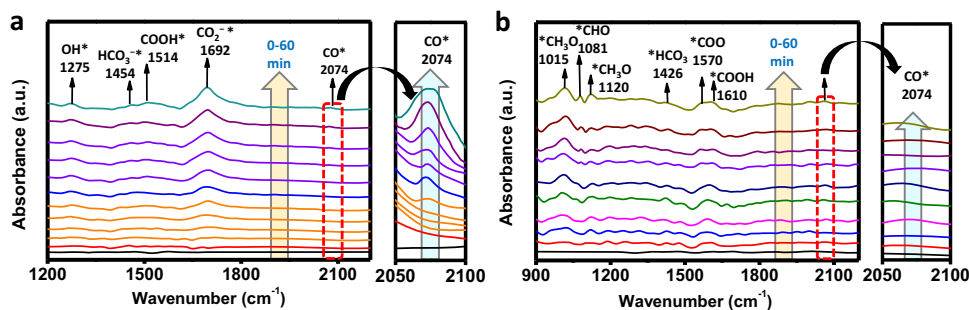 a
Absorbance (a.u.)
OH*
1275
HCO₃⁻*
1454
COOH*
1514
CO₂⁻*
1692
0-60
min
CO*
2074
CO*
2074
1200 1500 1800 2100
2050 2100
Wavenumber (cm⁻¹)
b
Absorbance (a.u.)
*CH₃O
1015
*CHO
1081
*CH₃O
1120
*HCO₃
1426
*COO
1570
*COOH
1610
0-60
min
CO*
2074
900 1200 1500 1800 2100
2050 2100
Wavenumber (cm⁻¹)